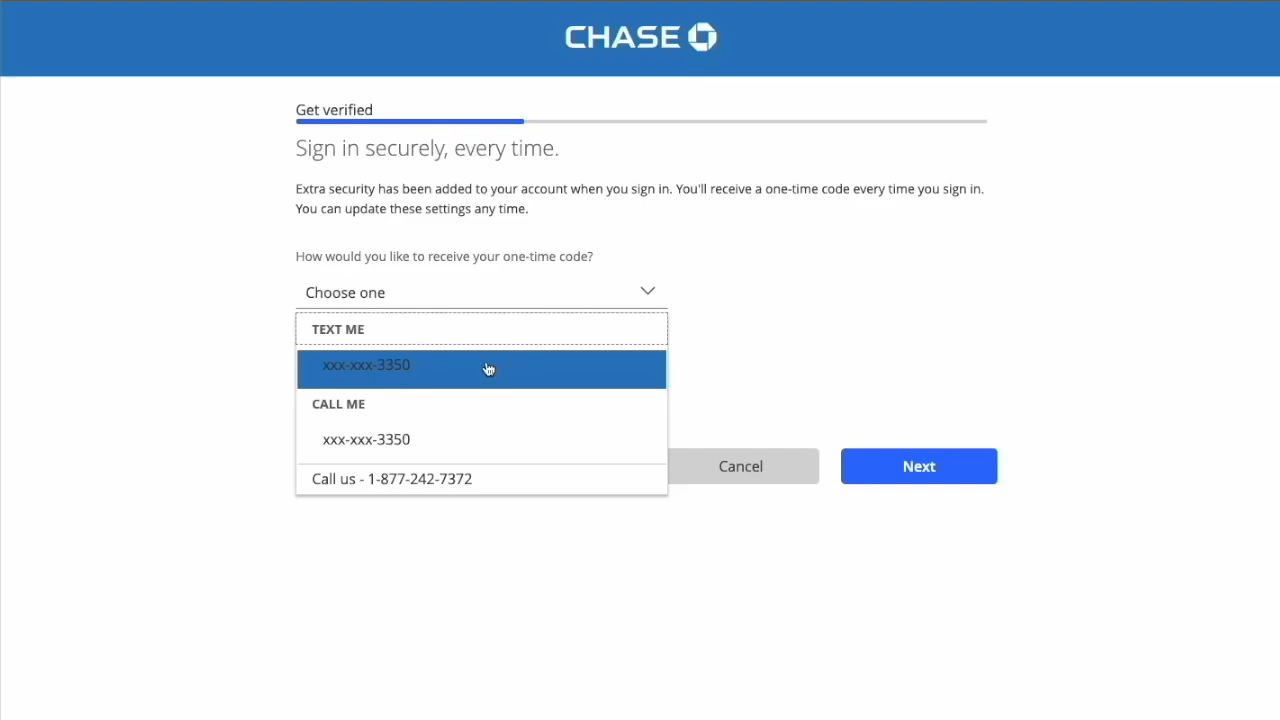 CHASE
Get verified
Sign in securely, every time.
Extra security has been added to your account when you sign in. You'll receive a one-time code every time you sign in.
You can update these settings any time.
How would you like to receive your one-time code?
Choose one
TEXT ME
xxx-xxx-3350
CALL ME
xxx-xxx-3350
Call us - 1-877-242-7372
Cancel
Next